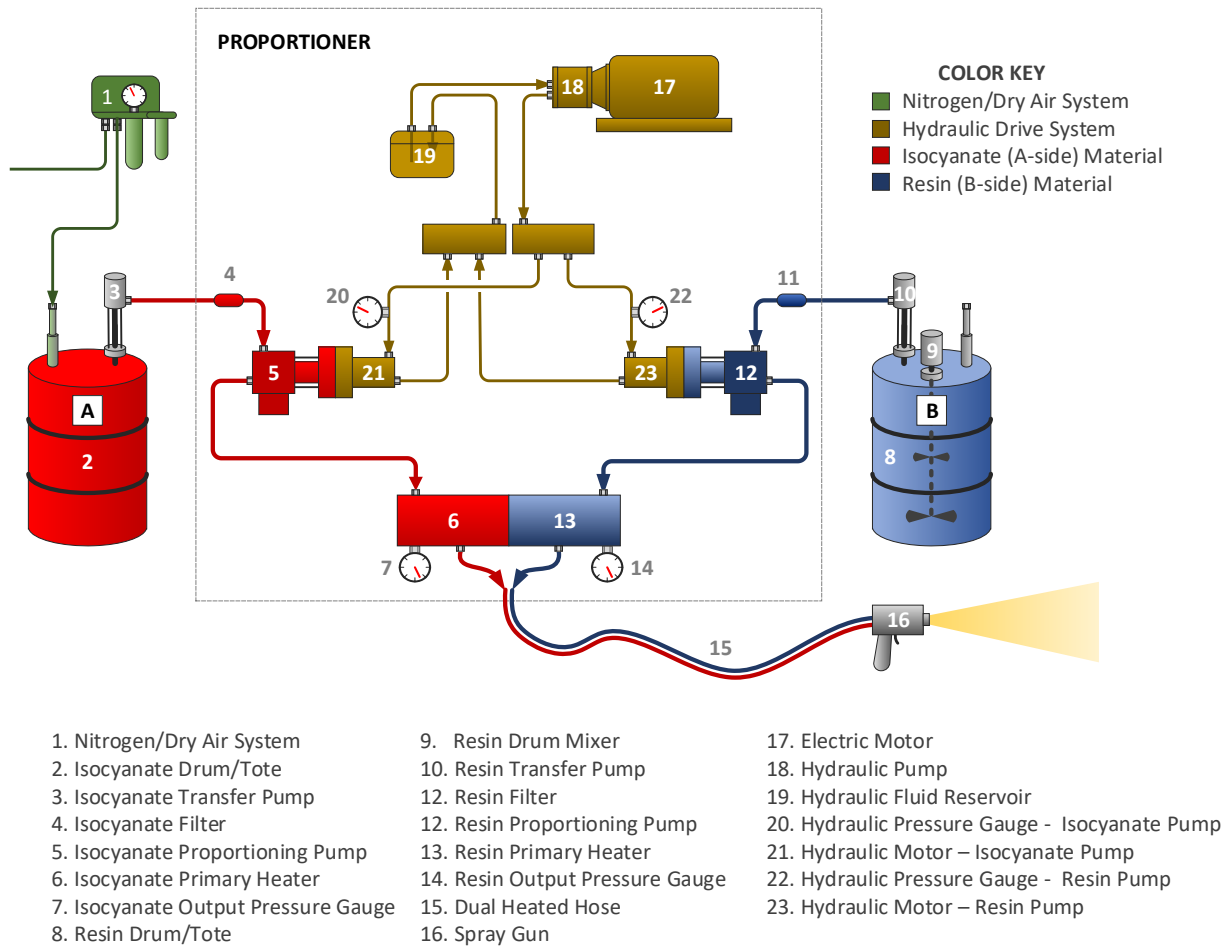 PROPORTIONER
COLOR KEY
Nitrogen/Dry Air System
Hydraulic Drive System
Isocyanate (A-side) Material
Resin (B-side) Material
1
18
17
19
4
11
3
20
22
10
9
5
21
23
12
A
B
2
8
6
13
7
14
15
16
1. Nitrogen/Dry Air System
2. Isocyanate Drum/Tote
3. Isocyanate Transfer Pump
4. Isocyanate Filter
5. Isocyanate Proportioning Pump
6. Isocyanate Primary Heater
7. Isocyanate Output Pressure Gauge
8. Resin Drum/Tote
9. Resin Drum Mixer
10. Resin Transfer Pump
12. Resin Filter
12. Resin Proportioning Pump
13. Resin Primary Heater
14. Resin Output Pressure Gauge
15. Dual Heated Hose
16. Spray Gun
17. Electric Motor
18. Hydraulic Pump
19. Hydraulic Fluid Reservoir
20. Hydraulic Pressure Gauge - Isocyanate Pump
21. Hydraulic Motor – Isocyanate Pump
22. Hydraulic Pressure Gauge - Resin Pump
23. Hydraulic Motor – Resin Pump